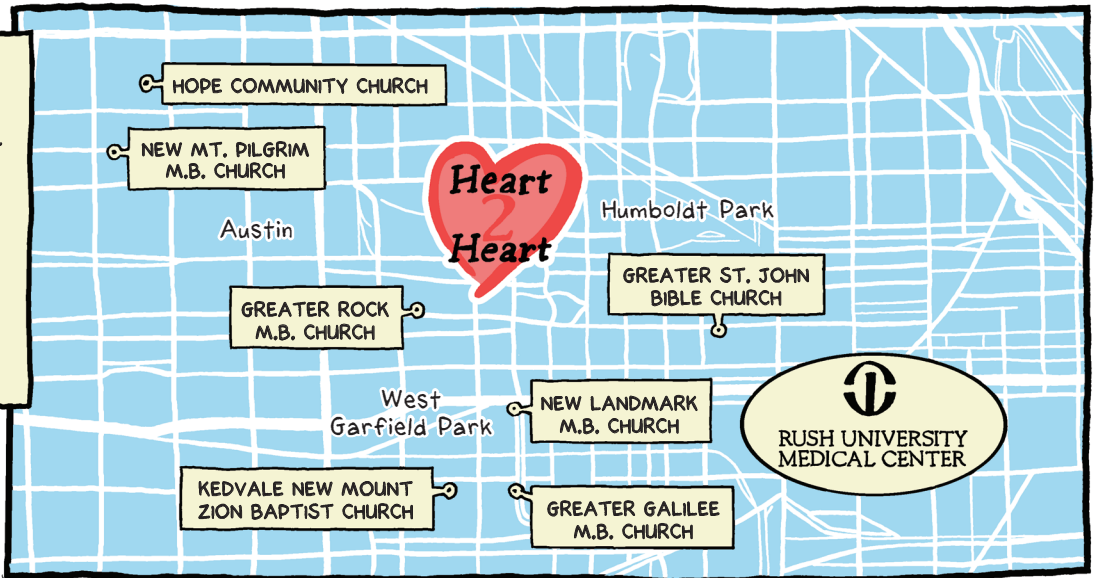 HOPE COMMUNITY CHURCH
NEW MT. PILGRIM
M.B. CHURCH
Heart
2
Heart
Austin
Humboldt Park
GREATER ST. JOHN
BIBLE CHURCH
GREATER ROCK
M.B. CHURCH
West
Garfield Park
NEW LANDMARK
M.B. CHURCH
RUSH UNIVERSITY
MEDICAL CENTER
KEDVALE NEW MOUNT
ZION BAPTIST CHURCH
GREATER GALILEE
M.B. CHURCH